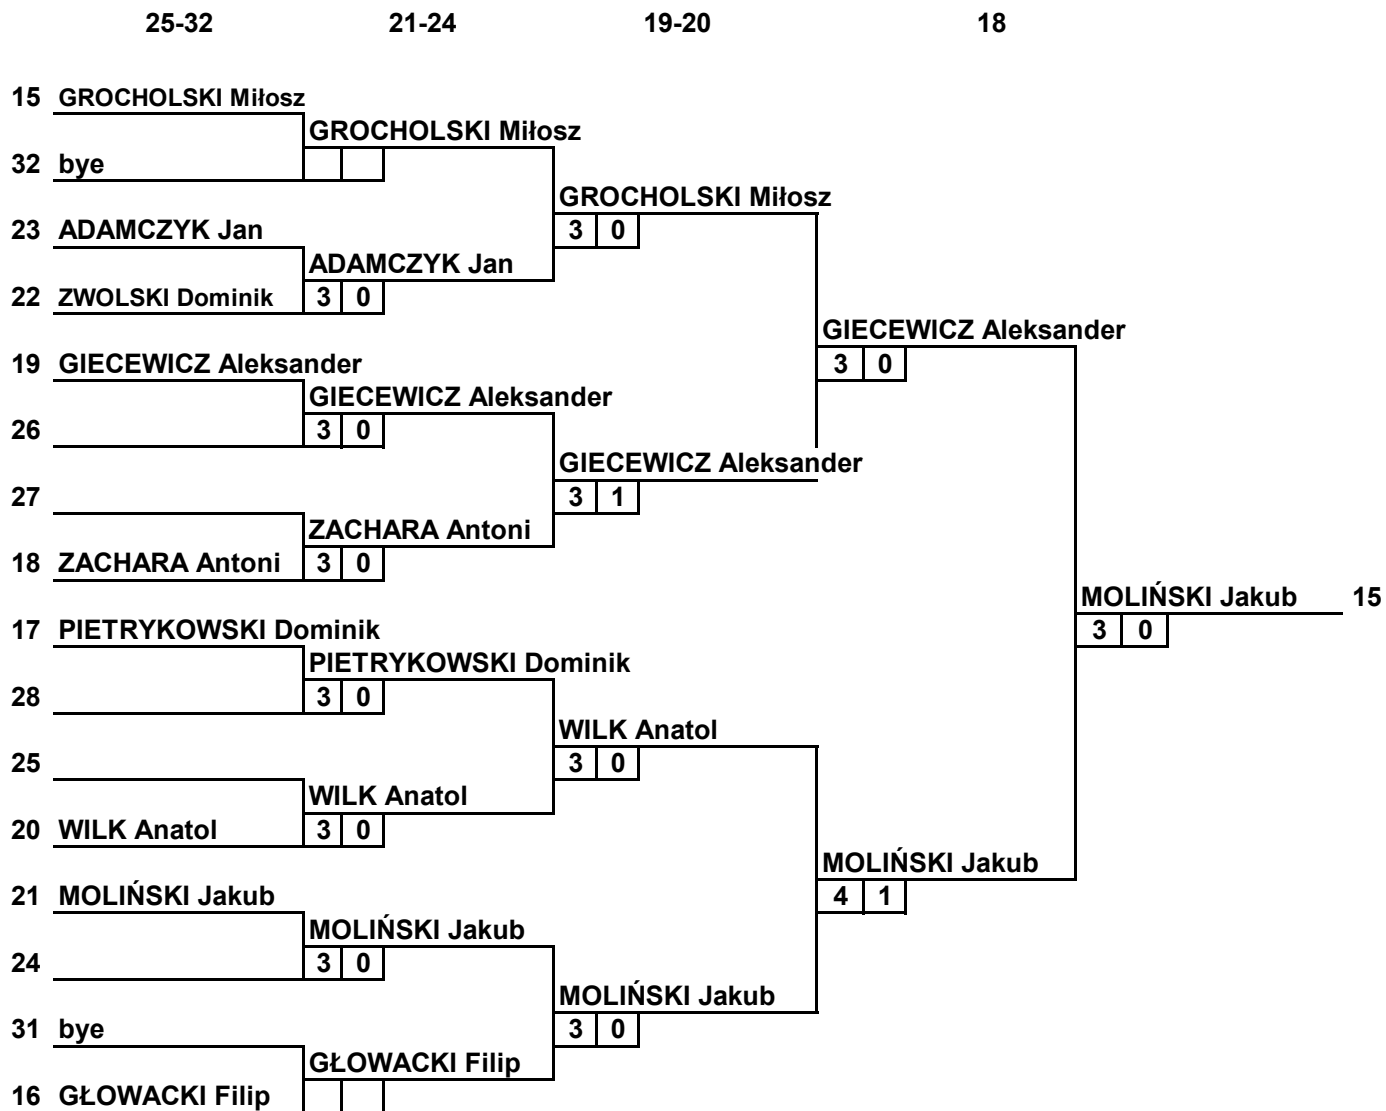 25-32 21-24 19-20 18
15 GROCHOLSKI Miłosz
GROCHOLSKI Miłosz
32 bye
GROCHOLSKI Miłosz
23 ADAMCZYK Jan 3 0
ADAMCZYK Jan
22 ZWOLSKI Dominik 3 0
GIECEWICZ Aleksander
19 GIECEWICZ Aleksander 3 0
GIECEWICZ Aleksander
26 3 0
GIECEWICZ Aleksander
27 3 1
ZACHARA Antoni
18 ZACHARA Antoni 3 0
MOLIŃSKI Jakub 15
17 PIETRYKOWSKI Dominik 3 0
PIETRYKOWSKI Dominik
28 3 0
WILK Anatol
25 3 0
WILK Anatol
20 WILK Anatol 3 0
MOLIŃSKI Jakub
21 MOLIŃSKI Jakub 4 1
MOLIŃSKI Jakub
24 3 0
MOLIŃSKI Jakub
31 bye 3 0
GŁOWACKI Filip
16 GŁOWACKI Filip